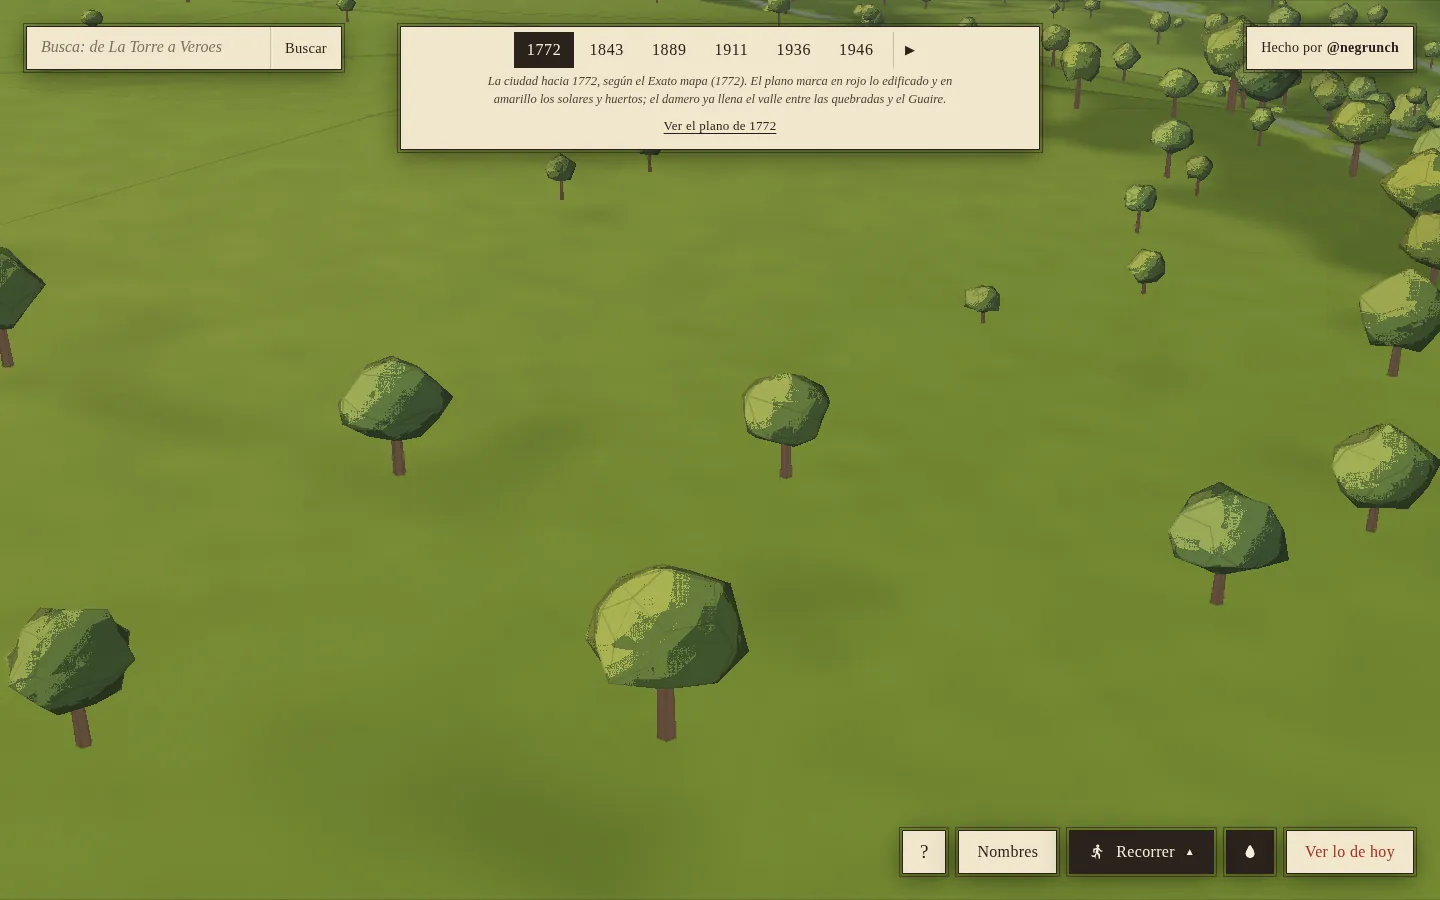 Busca: de La Torre a Veroes
Buscar
1772 1843 1889 1911 1936 1946
La ciudad hacia 1772, según el Exato mapa (1772). El plano marca en rojo lo edificado y en
amarillo los solares y huertos; el damero ya llena el valle entre las quebradas y el Guaire.
Ver el plano de 1772
Hecho por @negrunch
?
Nombres
Recorrer
Ver lo de hoy